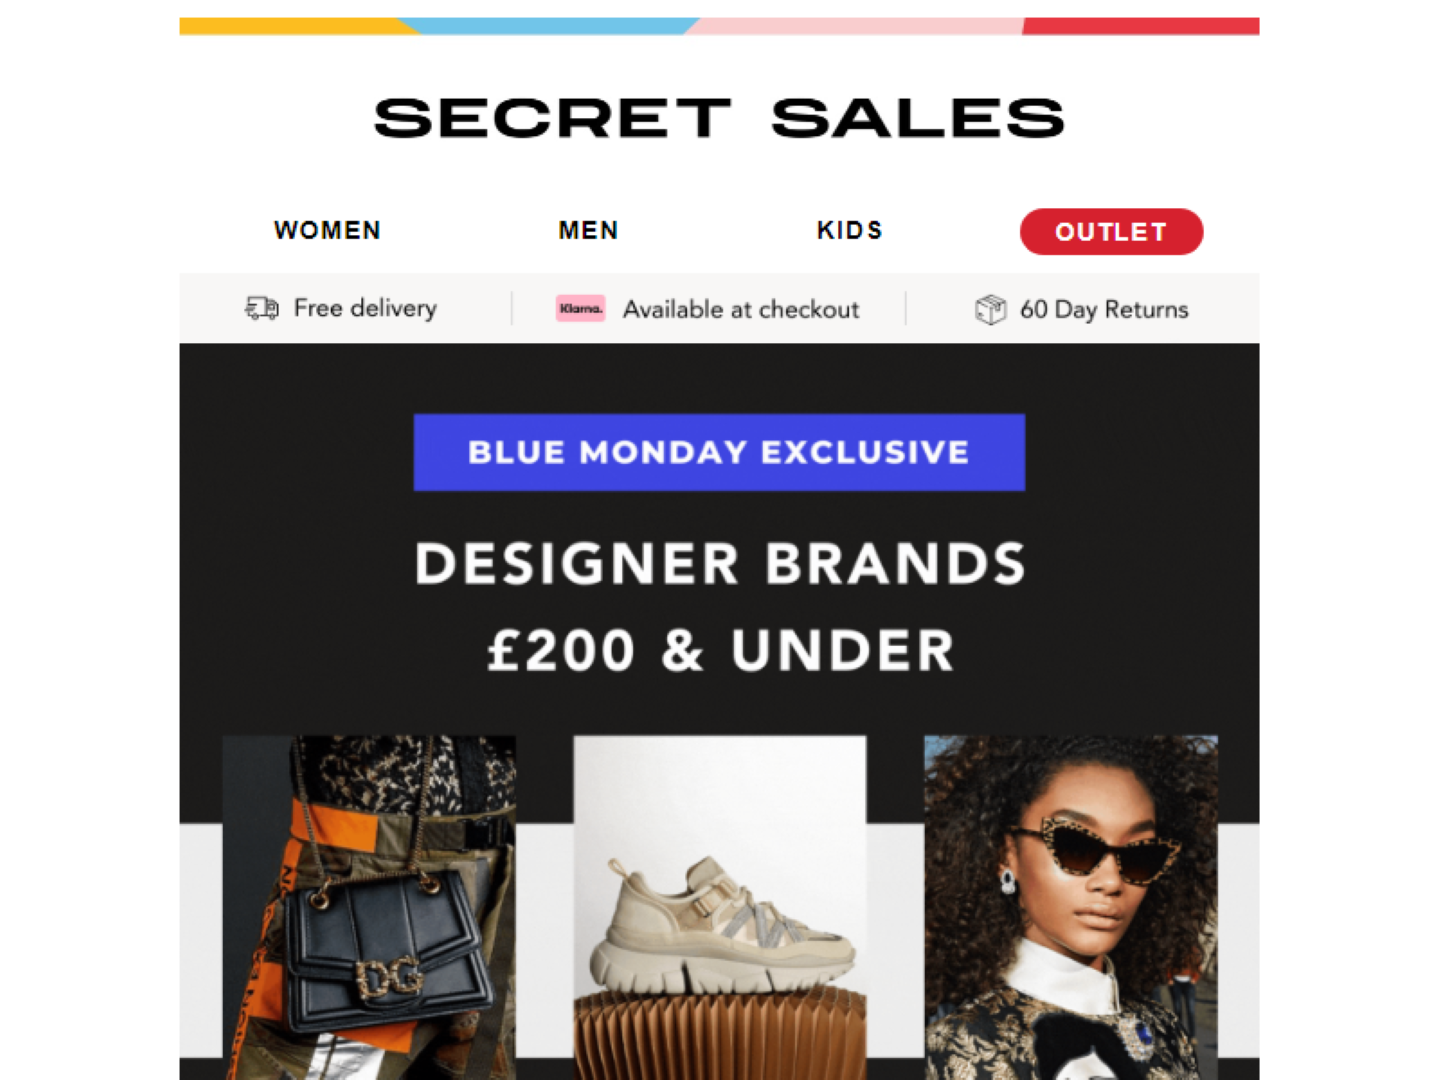 SECRET SALES
WOMEN
MEN
KIDS
OUTLET
Free delivery
Klarna.
Available at checkout
60 Day Returns
BLUE MONDAY EXCLUSIVE
DESIGNER BRANDS
£200 & UNDER
DG